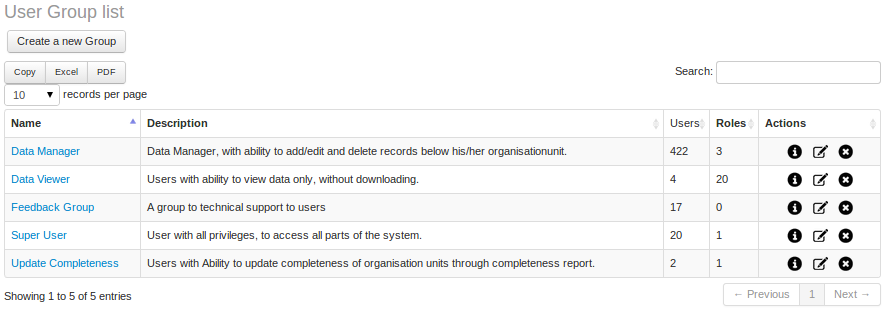 User Group list
Create a new Group
Copy Excel PDF Search:
10 records per page
Name Description Users Roles Actions
Data Manager Data Manager, with ability to add/edit and delete records below his/her organisationunit. 422 3
Data Viewer Users with ability to view data only, without downloading. 4 20
Feedback Group A group to technical support to users 17 0
Super User User with all privileges, to access all parts of the system. 20 1
Update Completeness Users with Ability to update completeness of organisation units through completeness report. 2 1
Showing 1 to 5 of 5 entries ← Previous 1 Next →